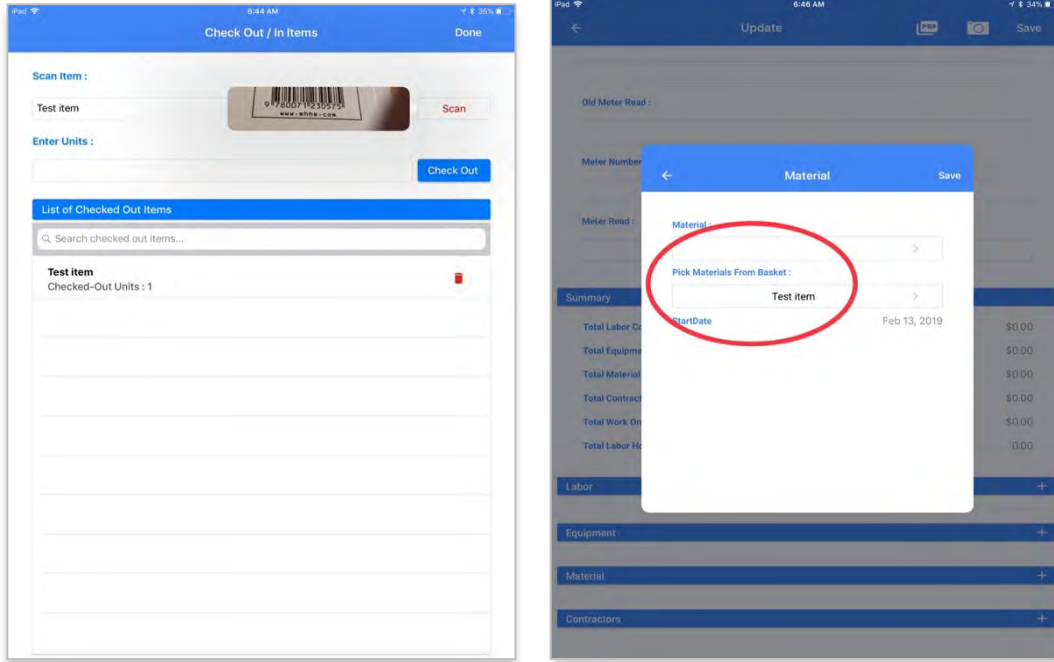 iPad 6:44 AM 35%
Check Out / In Items Done
Scan Item :
Test item Scan
9 780071 230575
www.mhhe.com
Enter Units :
Check Out
List of Checked Out Items
Search checked out items...
Test item
Checked-Out Units : 1
iPad 6:46 AM 34%
Update Save
Old Meter Read :
Meter Number
Meter Read :
Material Save
Material :
Pick Materials From Basket :
Test item
StartDate Feb 13, 2019
Summary
Total Labor Co $0.00
Total Equipme $0.00
Total Material $0.00
Total Contract $0.00
Total Work Or $0.00
Total Labor Ho 0.00
Labor +
Equipment +
Material +
Contractors +